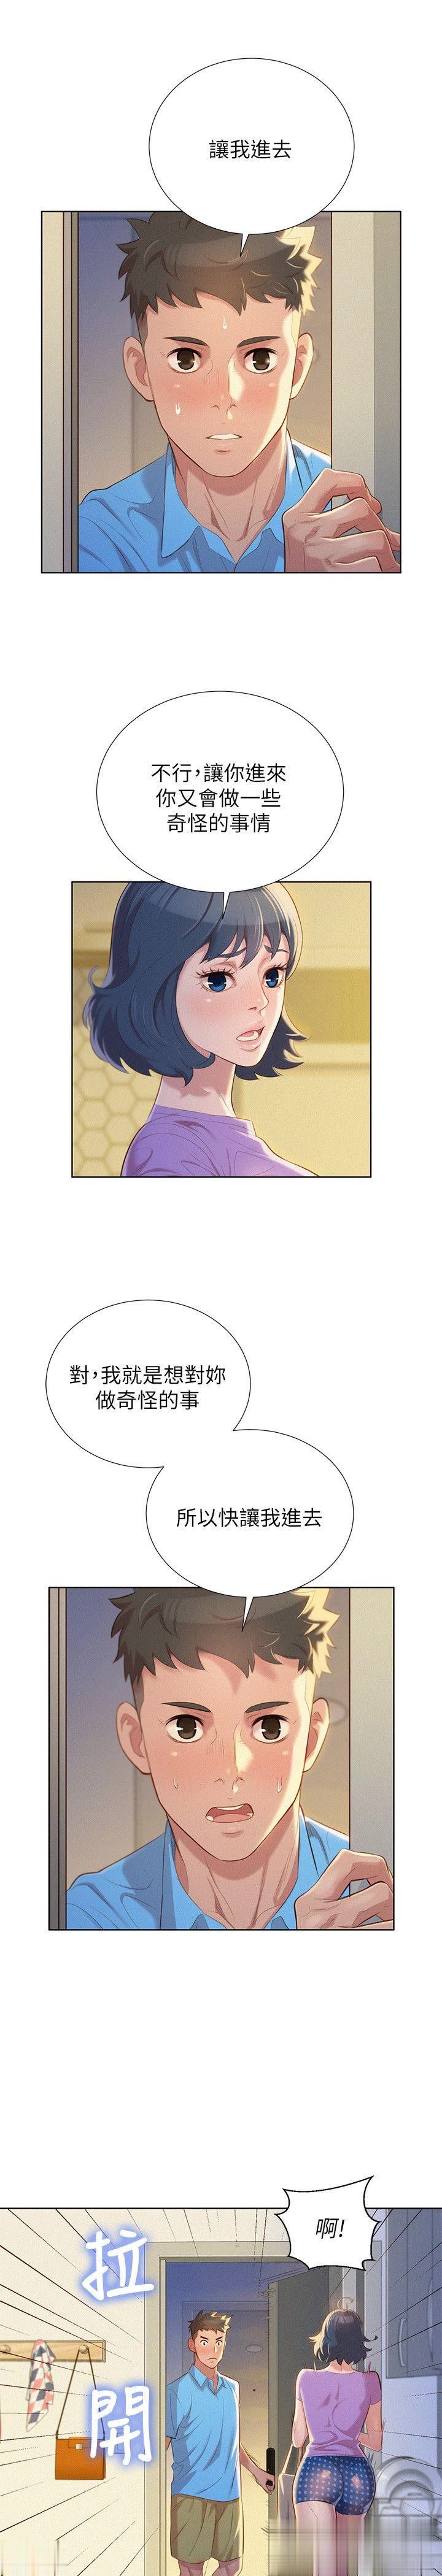 讓我進去
不行，讓你進來
你又會做一些
奇怪的事情
對，我就是想對妳
做奇怪的事
所以快讓我進去
啊!
拉
開